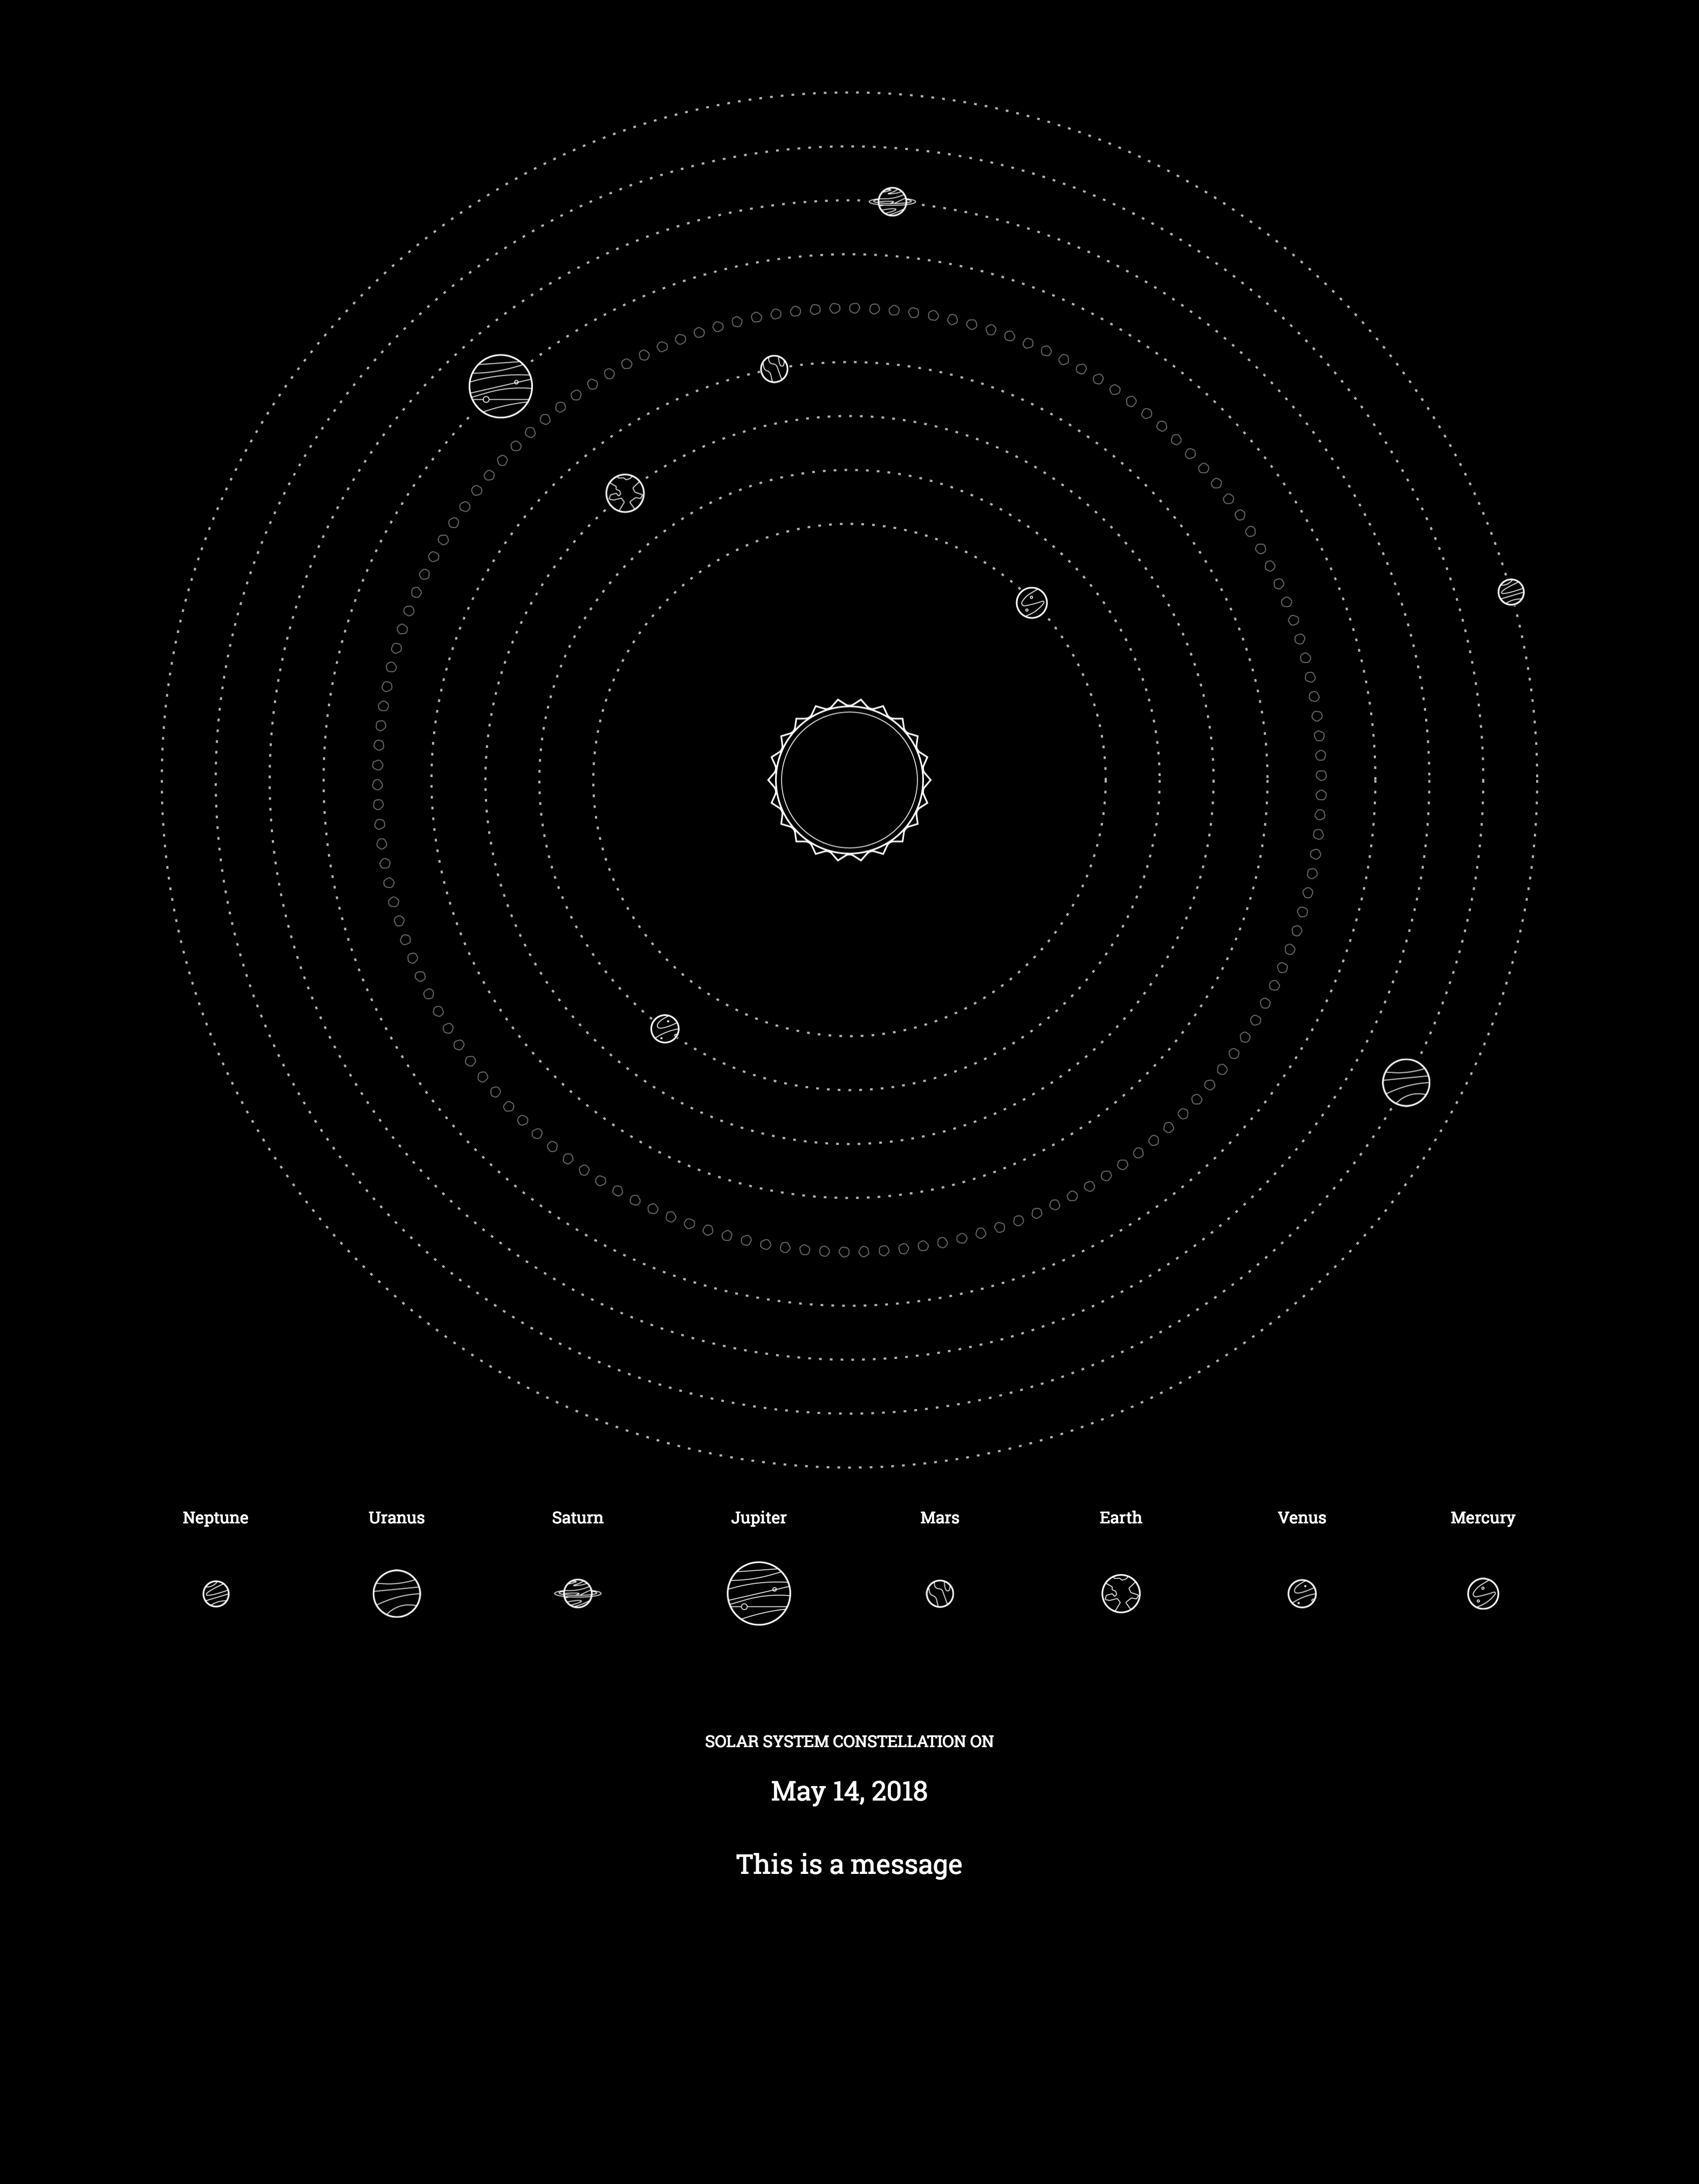 Neptune Uranus Saturn Jupiter Mars Earth Venus Mercury
SOLAR SYSTEM CONSTELLATION ON
May 14, 2018
This is a message